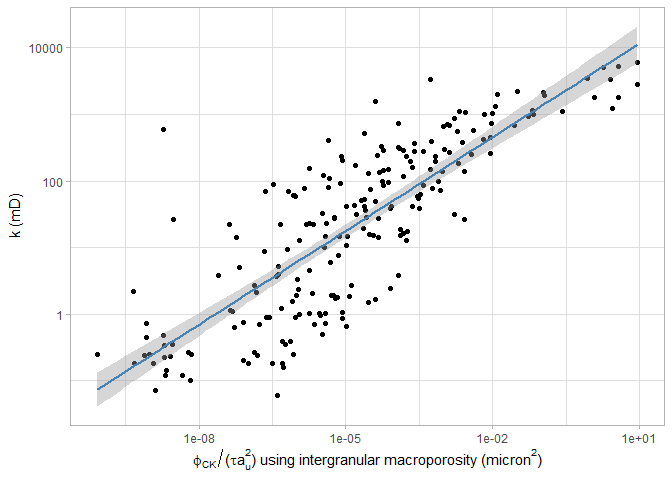 10000
100
1
k (mD)
1e-08 1e-05 1e-02 1e+01
ϕCK/(τa²u) using intergranular macroporosity (micron²)